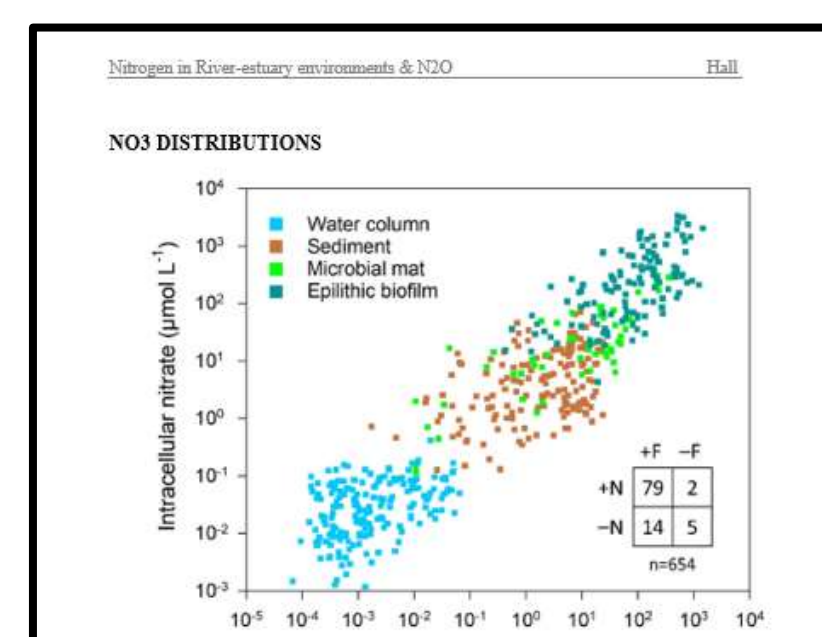 Nitrogen in River-estuary environments & N2O Hall
NO3 DISTRIBUTIONS
Intracellular nitrate (µmol L⁻¹)
10⁴
10³
10²
10¹
10⁰
10⁻¹
10⁻²
10⁻³
Water column
Sediment
Microbial mat
Epilithic biofilm
+F −F
+N 79 2
−N 14 5
n=654
10⁻⁵ 10⁻⁴ 10⁻³ 10⁻² 10⁻¹ 10⁰ 10¹ 10² 10³ 10⁴